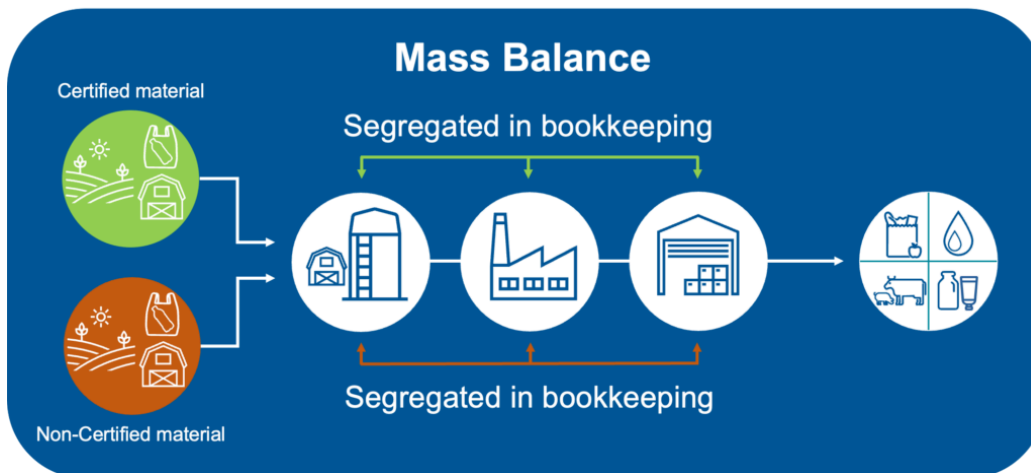 Mass Balance
Certified material
Segregated in bookkeeping
Segregated in bookkeeping
Non-Certified material